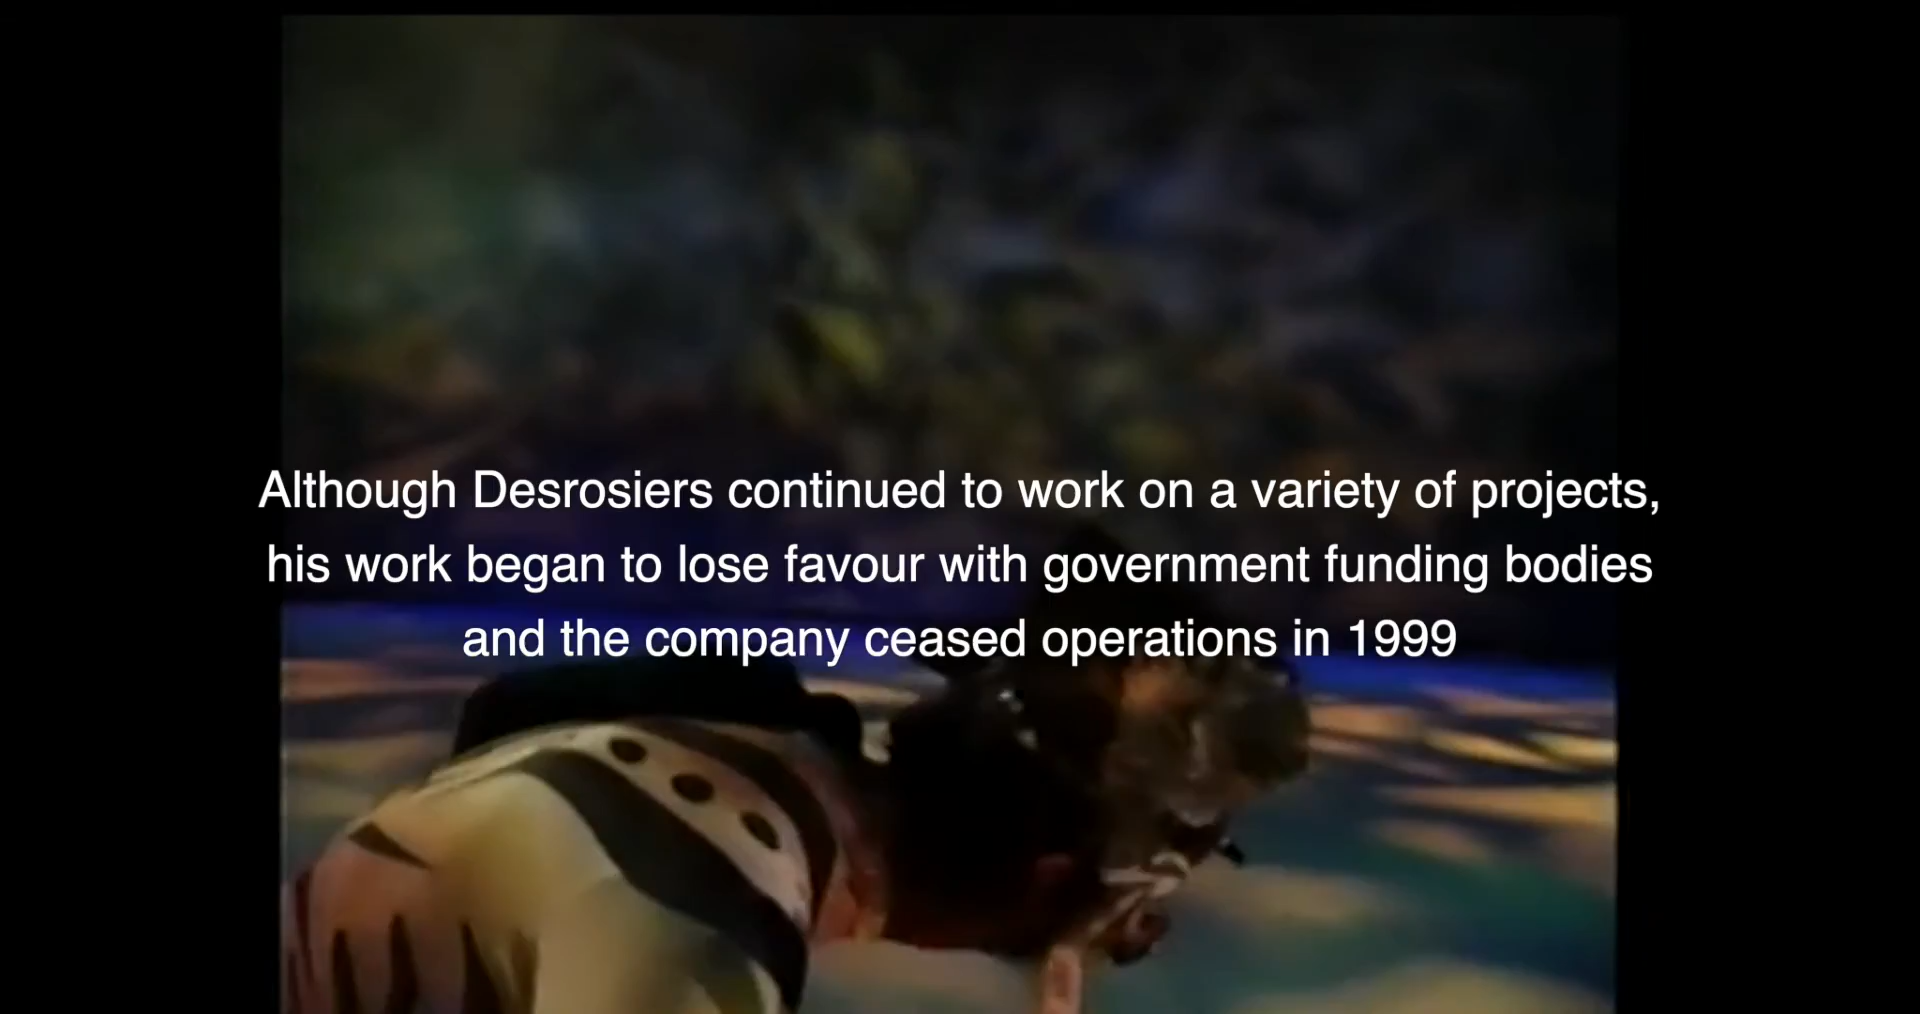 Although Desrosiers continued to work on a variety of projects,
his work began to lose favour with government funding bodies
and the company ceased operations in 1999